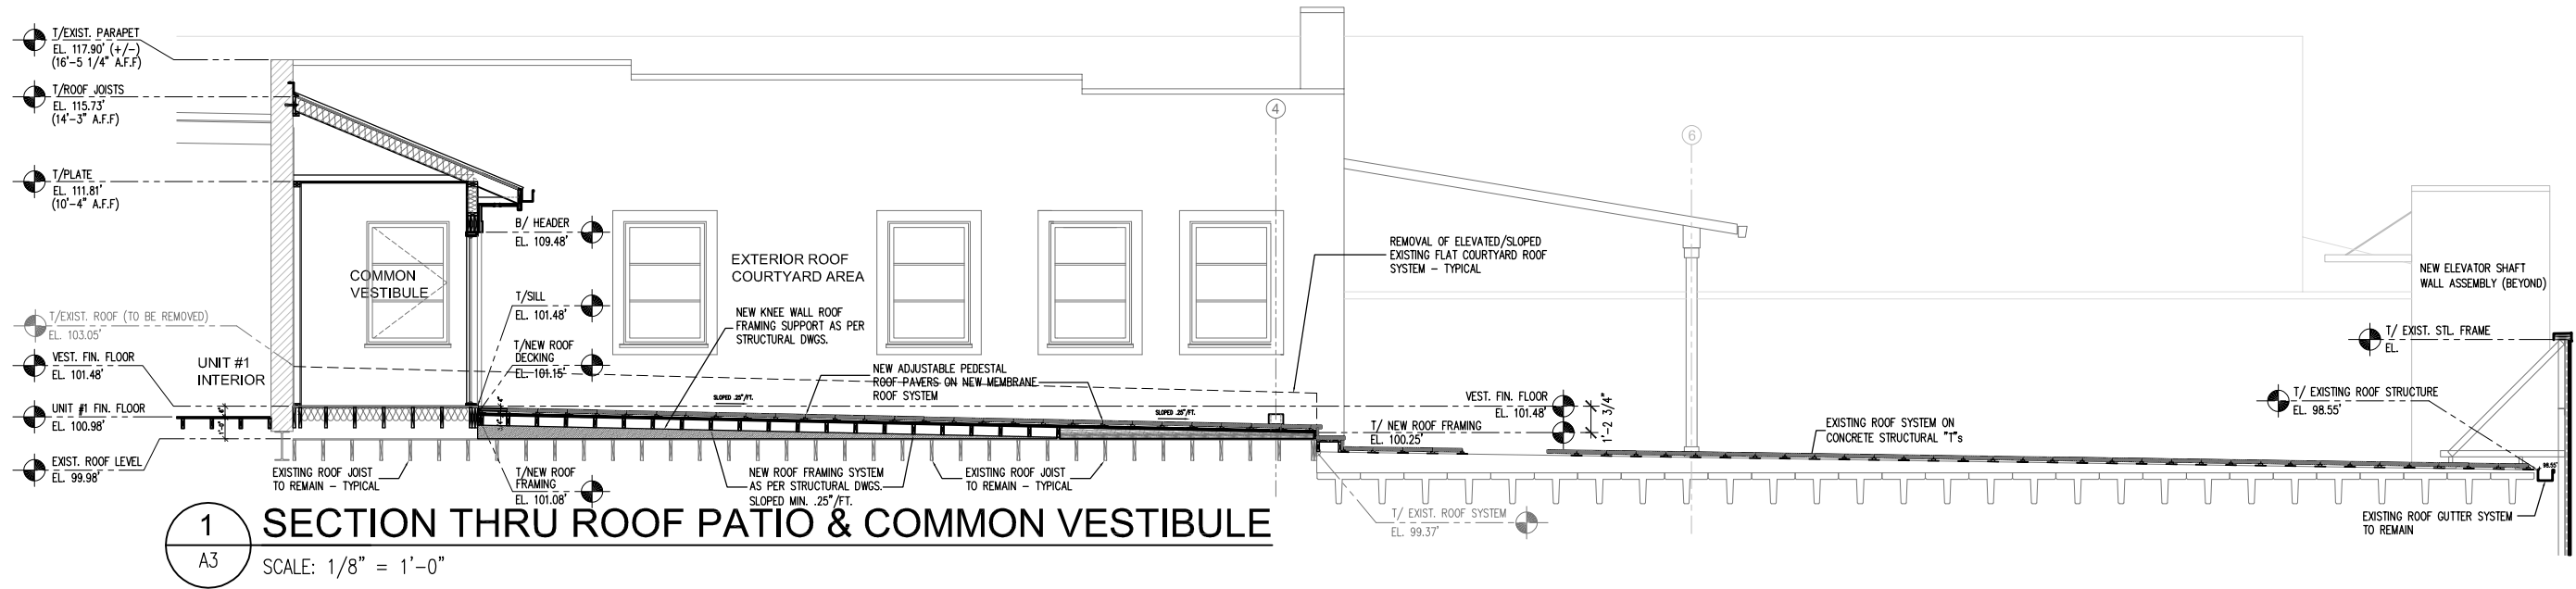 T/EXIST. PARAPET
EL. 117.90' (+/-)
(16'-5 1/4" A.F.F)
T/ROOF JOISTS
EL. 115.73'
(14'-3" A.F.F)
T/PLATE
EL. 111.81'
(10'-4" A.F.F)
T/EXIST. ROOF (TO BE REMOVED)
EL. 103.05'
VEST. FIN. FLOOR
EL. 101.48'
UNIT #1 FIN. FLOOR
EL. 100.98'
EXIST. ROOF LEVEL
EL. 99.98'
UNIT #1
INTERIOR
COMMON
VESTIBULE
B/ HEADER
EL. 109.48'
T/SILL
EL. 101.48'
T/NEW ROOF
DECKING
EL. 101.15'
T/NEW ROOF
FRAMING
EL. 101.08'
EXTERIOR ROOF
COURTYARD AREA
NEW KNEE WALL ROOF
FRAMING SUPPORT AS PER
STRUCTURAL DWGS.
NEW ADJUSTABLE PEDESTAL
ROOF PAVERS ON NEW MEMBRANE
ROOF SYSTEM
SLOPED .25"/FT.
SLOPED .25"/FT.
EXISTING ROOF JOIST
TO REMAIN - TYPICAL
NEW ROOF FRAMING SYSTEM
AS PER STRUCTURAL DWGS.
SLOPED MIN. .25"/FT.
EXISTING ROOF JOIST
TO REMAIN - TYPICAL
4
6
REMOVAL OF ELEVATED/SLOPED
EXISTING FLAT COURTYARD ROOF
SYSTEM - TYPICAL
VEST. FIN. FLOOR
EL. 101.48'
1'-2 3/4"
T/ NEW ROOF FRAMING
EL. 100.25'
T/ EXIST. ROOF SYSTEM
EL. 99.37'
EXISTING ROOF SYSTEM ON
CONCRETE STRUCTURAL "T"s
NEW ELEVATOR SHAFT
WALL ASSEMBLY (BEYOND)
T/ EXIST. STL. FRAME
EL.
T/ EXISTING ROOF STRUCTURE
EL. 98.55'
98.55'
EXISTING ROOF GUTTER SYSTEM
TO REMAIN
1
A3
SECTION THRU ROOF PATIO & COMMON VESTIBULE
SCALE: 1/8" = 1'-0"